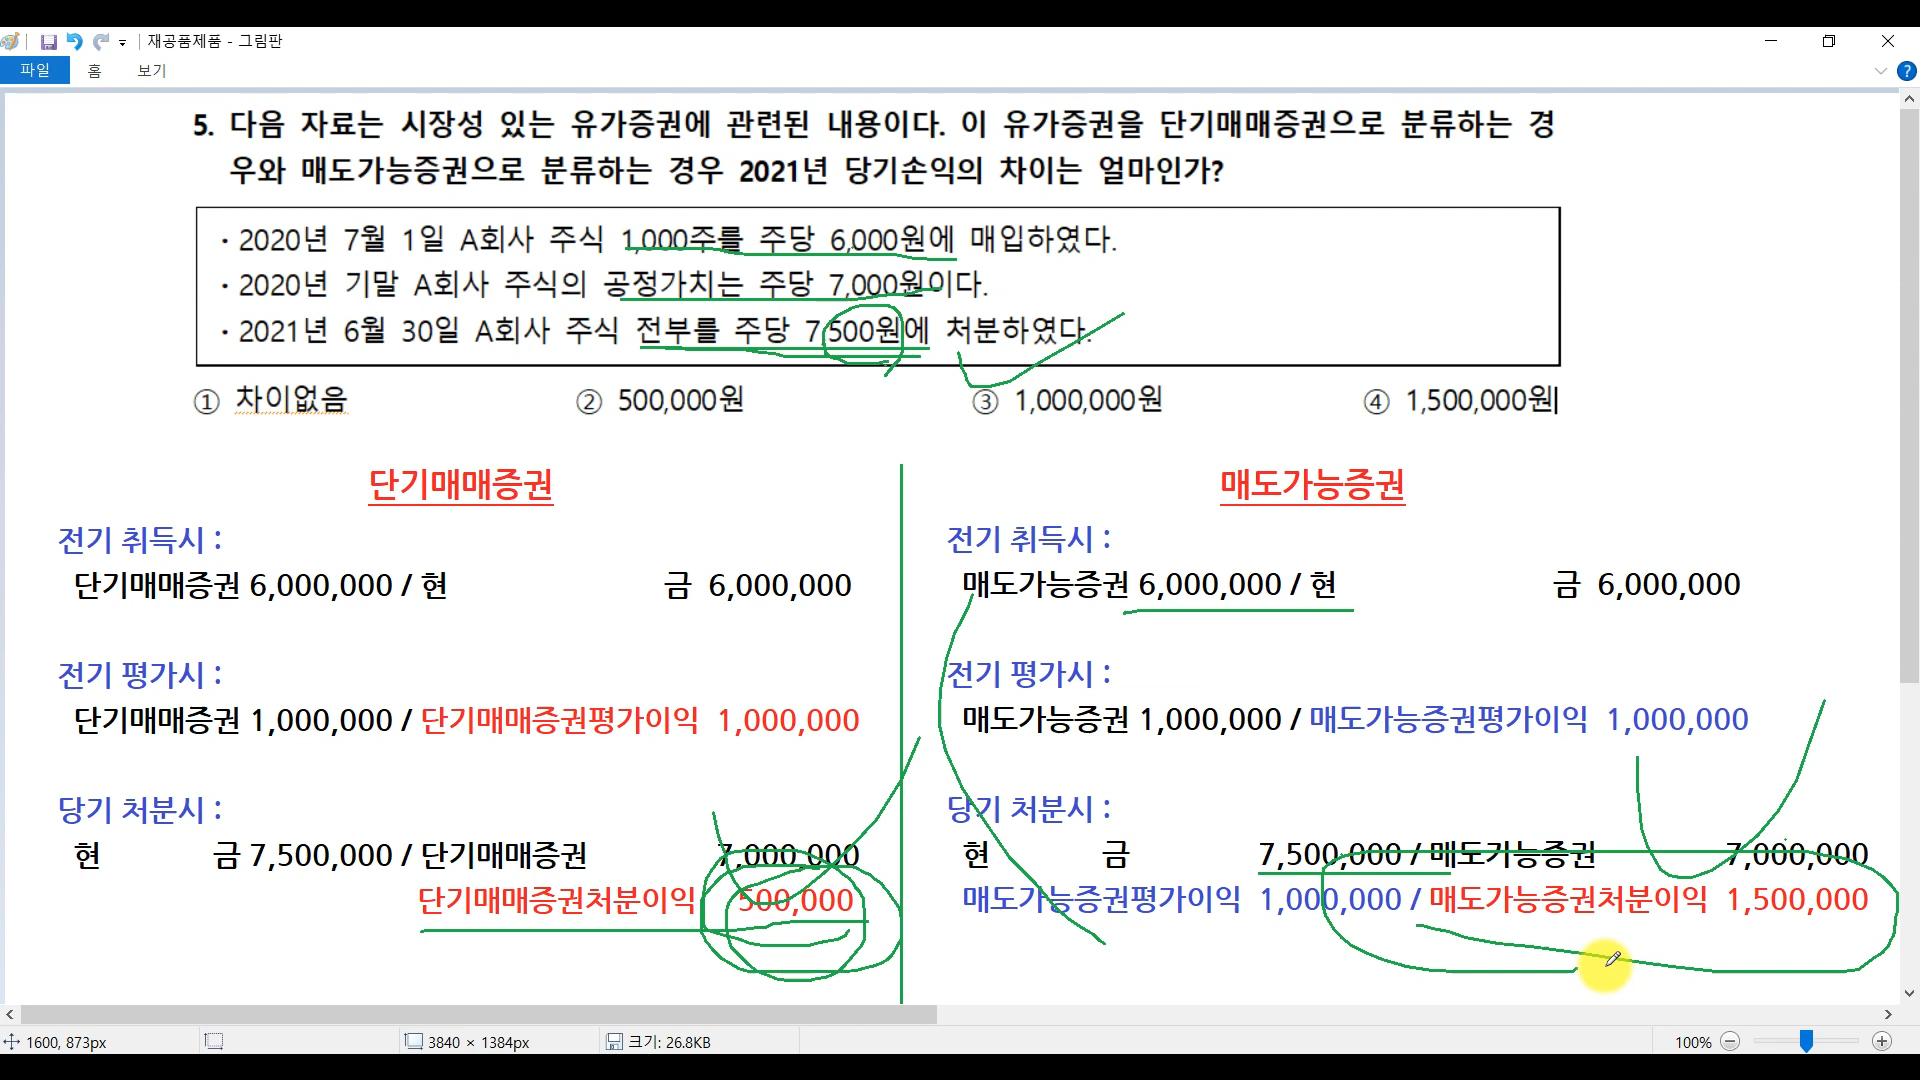 재공품제품 - 그림판
파일 홈 보기
5. 다음 자료는 시장성 있는 유가증권에 관련된 내용이다. 이 유가증권을 단기매매증권으로 분류하는 경
우와 매도가능증권으로 분류하는 경우 2021년 당기손익의 차이는 얼마인가?
· 2020년 7월 1일 A회사 주식 1,000주를 주당 6,000원에 매입하였다.
· 2020년 기말 A회사 주식의 공정가치는 주당 7,000원이다.
· 2021년 6월 30일 A회사 주식 전부를 주당 7,500원에 처분하였다.
① 차이없음 ② 500,000원 ③ 1,000,000원 ④ 1,500,000원
단기매매증권
전기 취득시 :
단기매매증권 6,000,000 / 현 금 6,000,000
전기 평가시 :
단기매매증권 1,000,000 / 단기매매증권평가이익 1,000,000
당기 처분시 :
현 금 7,500,000 / 단기매매증권 7,000,000
단기매매증권처분이익 500,000
매도가능증권
전기 취득시 :
매도가능증권 6,000,000 / 현 금 6,000,000
전기 평가시 :
매도가능증권 1,000,000 / 매도가능증권평가이익 1,000,000
당기 처분시 :
현 금 7,500,000 / 매도가능증권 7,000,000
매도가능증권평가이익 1,000,000 / 매도가능증권처분이익 1,500,000
1600, 873px 3840 × 1384px 크기: 26.8KB 100%